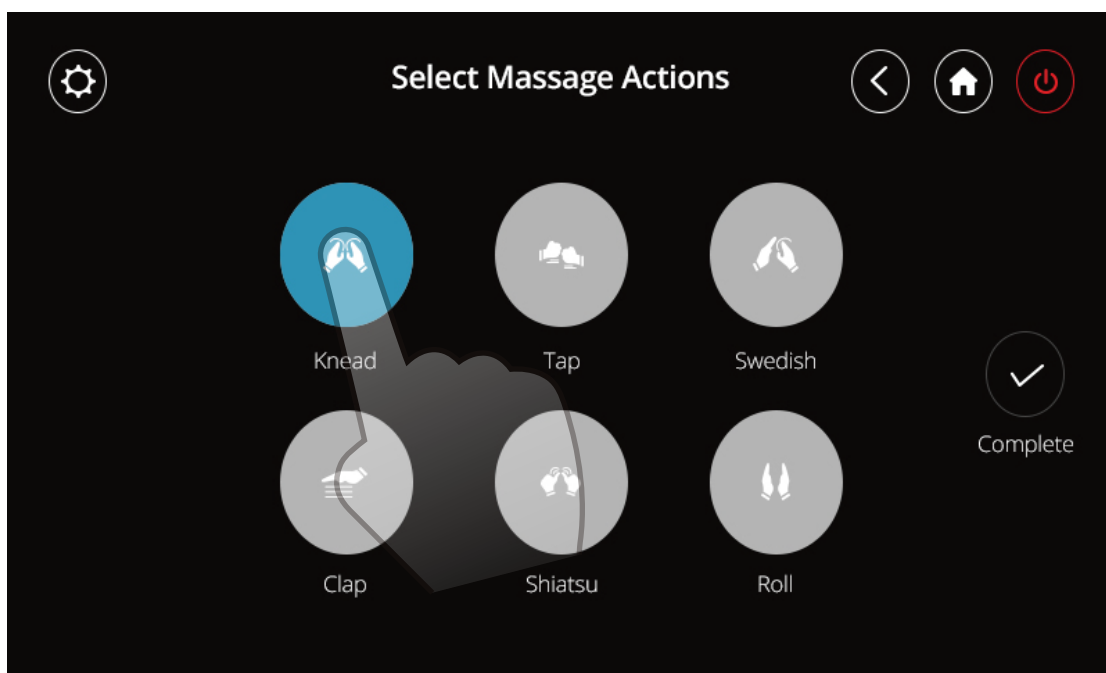 Select Massage Actions
Knead
Tap
Swedish
Complete
Clap
Shiatsu
Roll